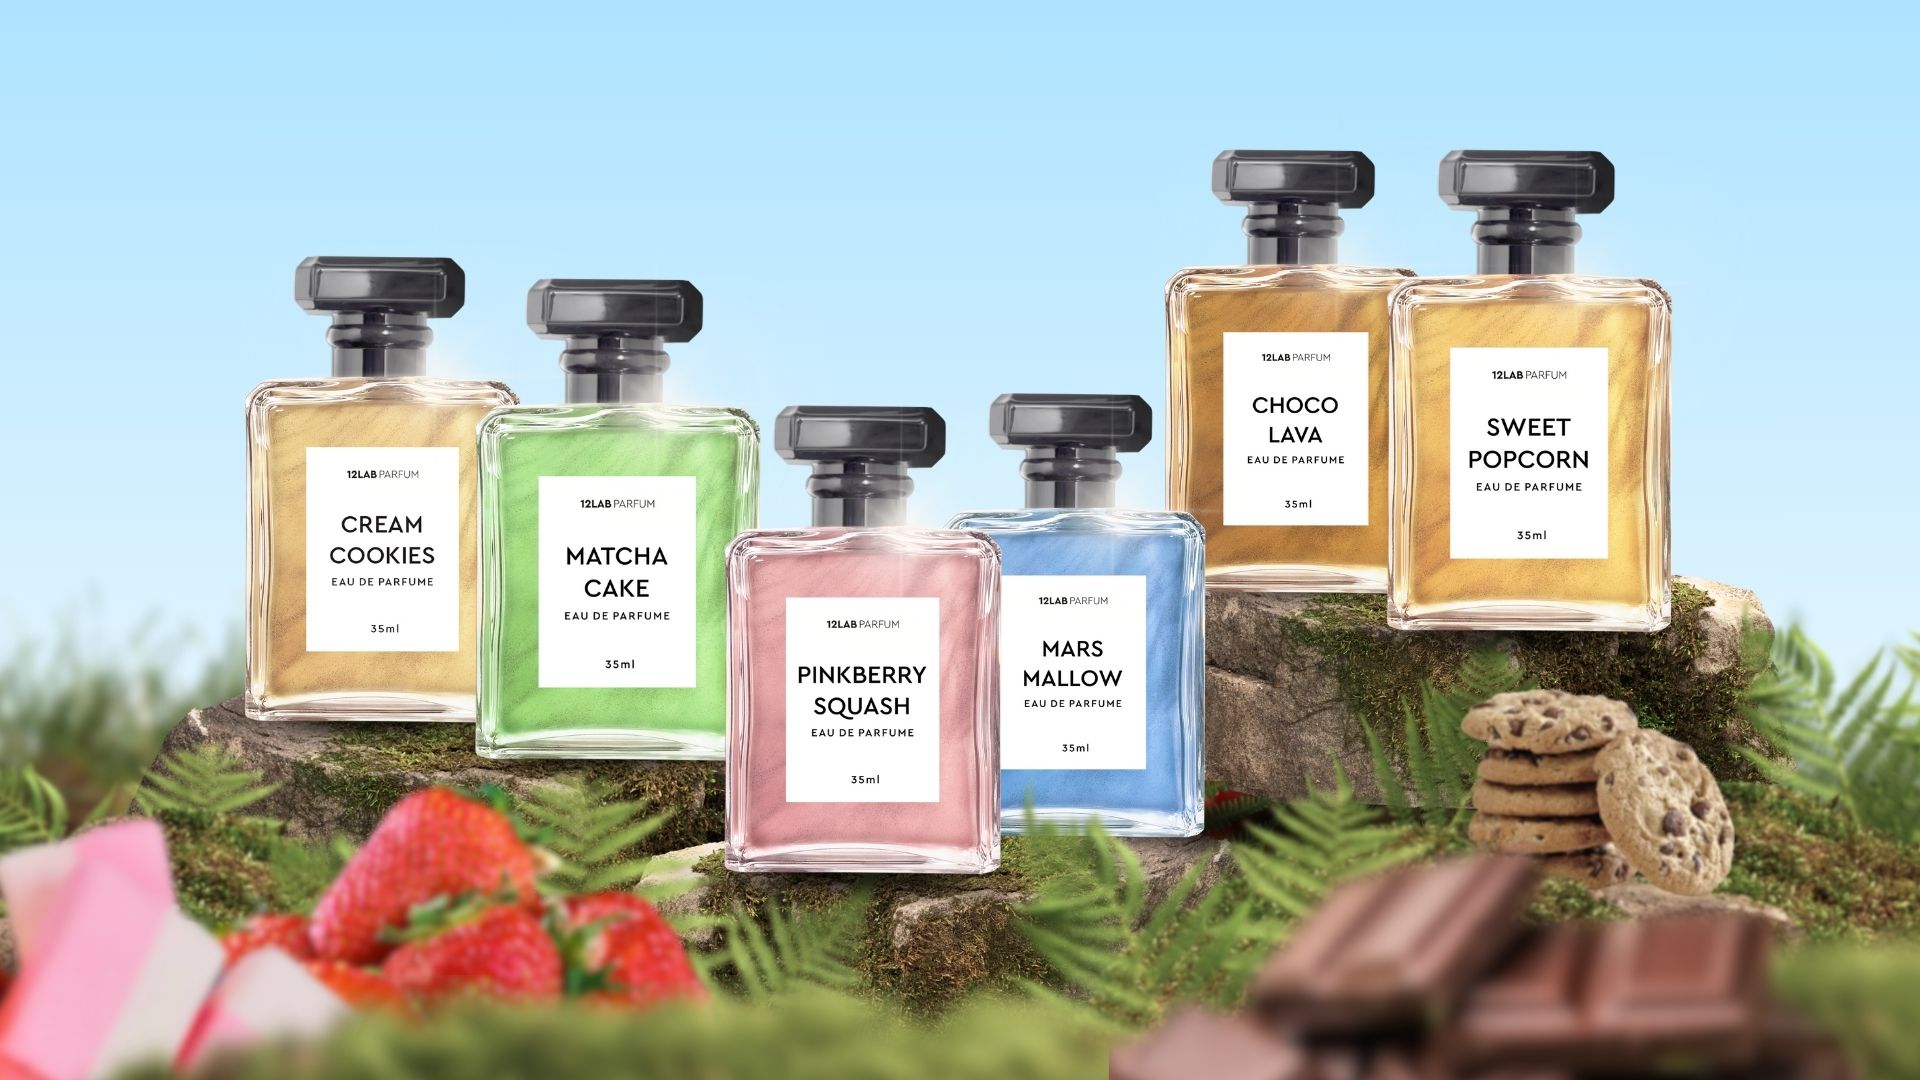 12LAB PARFUM
CREAM
COOKIES
EAU DE PARFUME
35ml
12LAB PARFUM
MATCHA
CAKE
EAU DE PARFUME
35ml
12LAB PARFUM
PINKBERRY
SQUASH
EAU DE PARFUME
35ml
12LAB PARFUM
MARS
MALLOW
EAU DE PARFUME
35ml
12LAB PARFUM
CHOCO
LAVA
EAU DE PARFUME
35ml
12LAB PARFUM
SWEET
POPCORN
EAU DE PARFUME
35ml